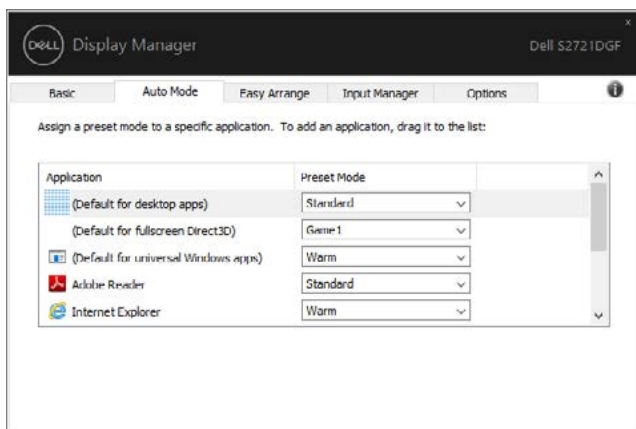 DELL Display Manager Dell S2721DGF
Basic Auto Mode Easy Arrange Input Manager Options
Assign a preset mode to a specific application. To add an application, drag it to the list:
Application Preset Mode
(Default for desktop apps) Standard
(Default for fullscreen Direct3D) Game1
(Default for universal Windows apps) Warm
Adobe Reader Standard
Internet Explorer Warm